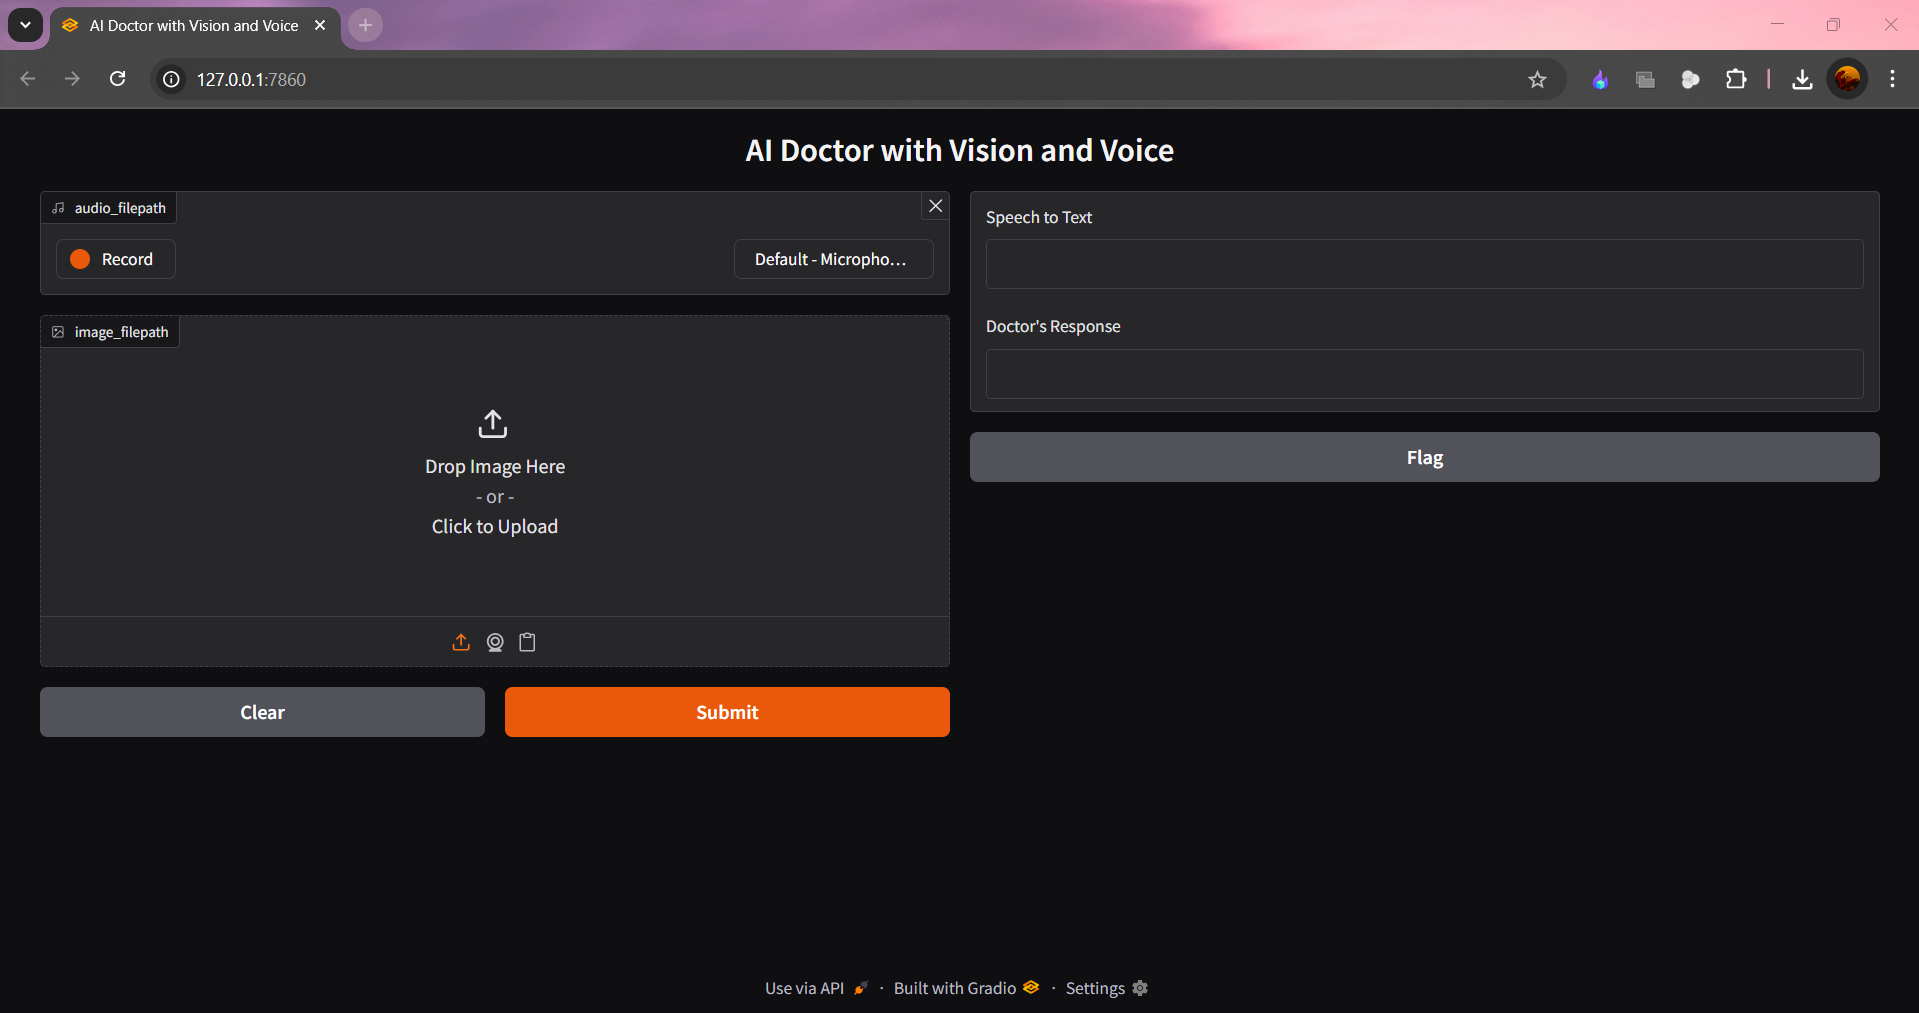 AI Doctor with Vision and Voice
127.0.0.1:7860
AI Doctor with Vision and Voice
audio_filepath
Record
Default - Micropho...
image_filepath
Drop Image Here
- or -
Click to Upload
Clear
Submit
Speech to Text
Doctor's Response
Flag
Use via API · Built with Gradio · Settings